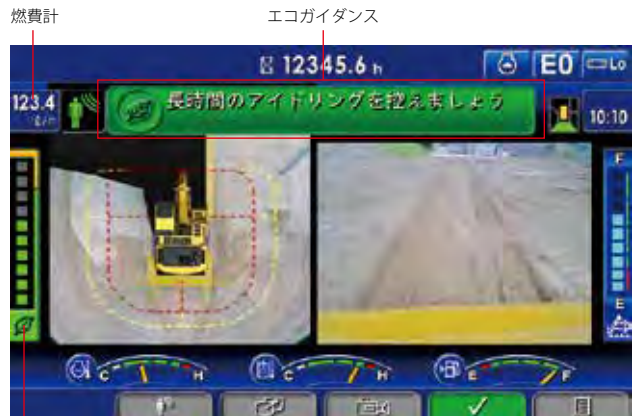 燃費計
エコガイダンス
12345.6 h
E0
Lo
123.4
長時間のアイドリングを控えましょう
10:10
F
E
C H
C H
E F